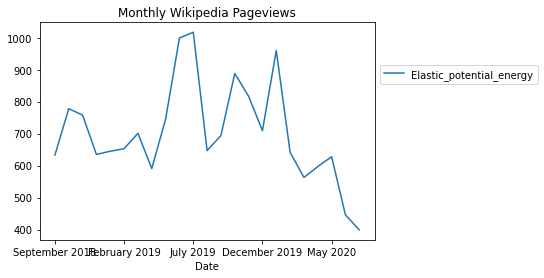 Monthly Wikipedia Pageviews
1000
900
800
700
600
500
400
Elastic_potential_energy
September 2018 February 2019 July 2019 December 2019 May 2020
Date